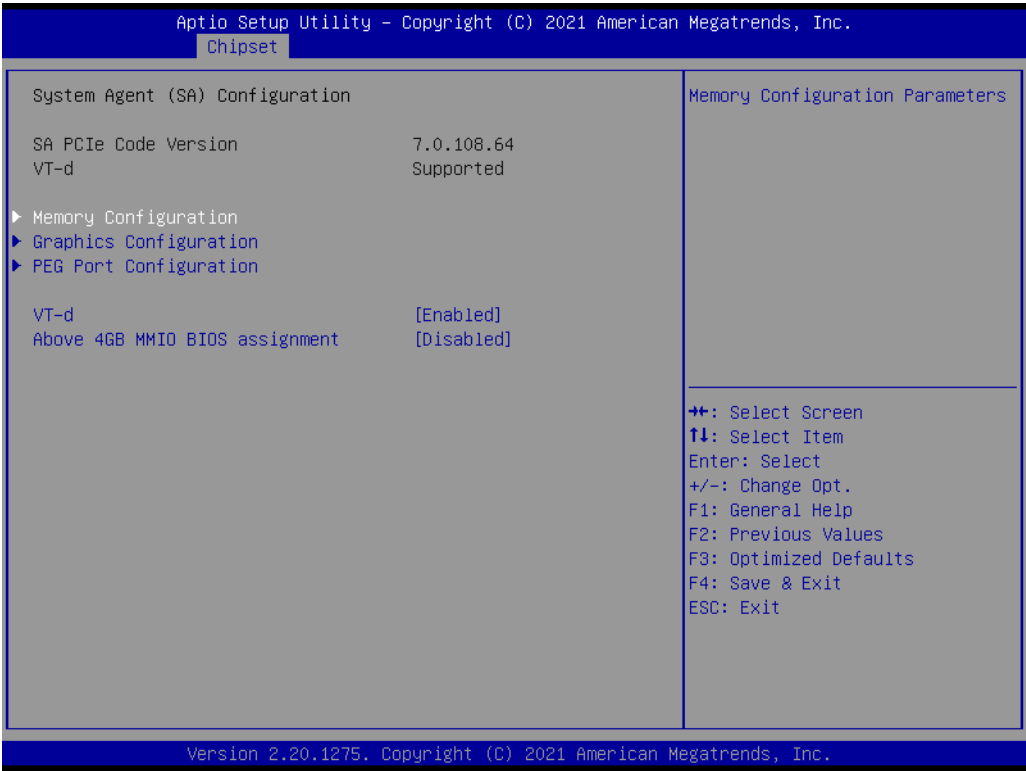 Aptio Setup Utility – Copyright (C) 2021 American Megatrends, Inc.
Chipset
System Agent (SA) Configuration
SA PCIe Code Version 7.0.108.64
VT-d Supported
Memory Configuration
Graphics Configuration
PEG Port Configuration
VT-d [Enabled]
Above 4GB MMIO BIOS assignment [Disabled]
Memory Configuration Parameters
→←: Select Screen
↑↓: Select Item
Enter: Select
+/-: Change Opt.
F1: General Help
F2: Previous Values
F3: Optimized Defaults
F4: Save & Exit
ESC: Exit
Version 2.20.1275. Copyright (C) 2021 American Megatrends, Inc.